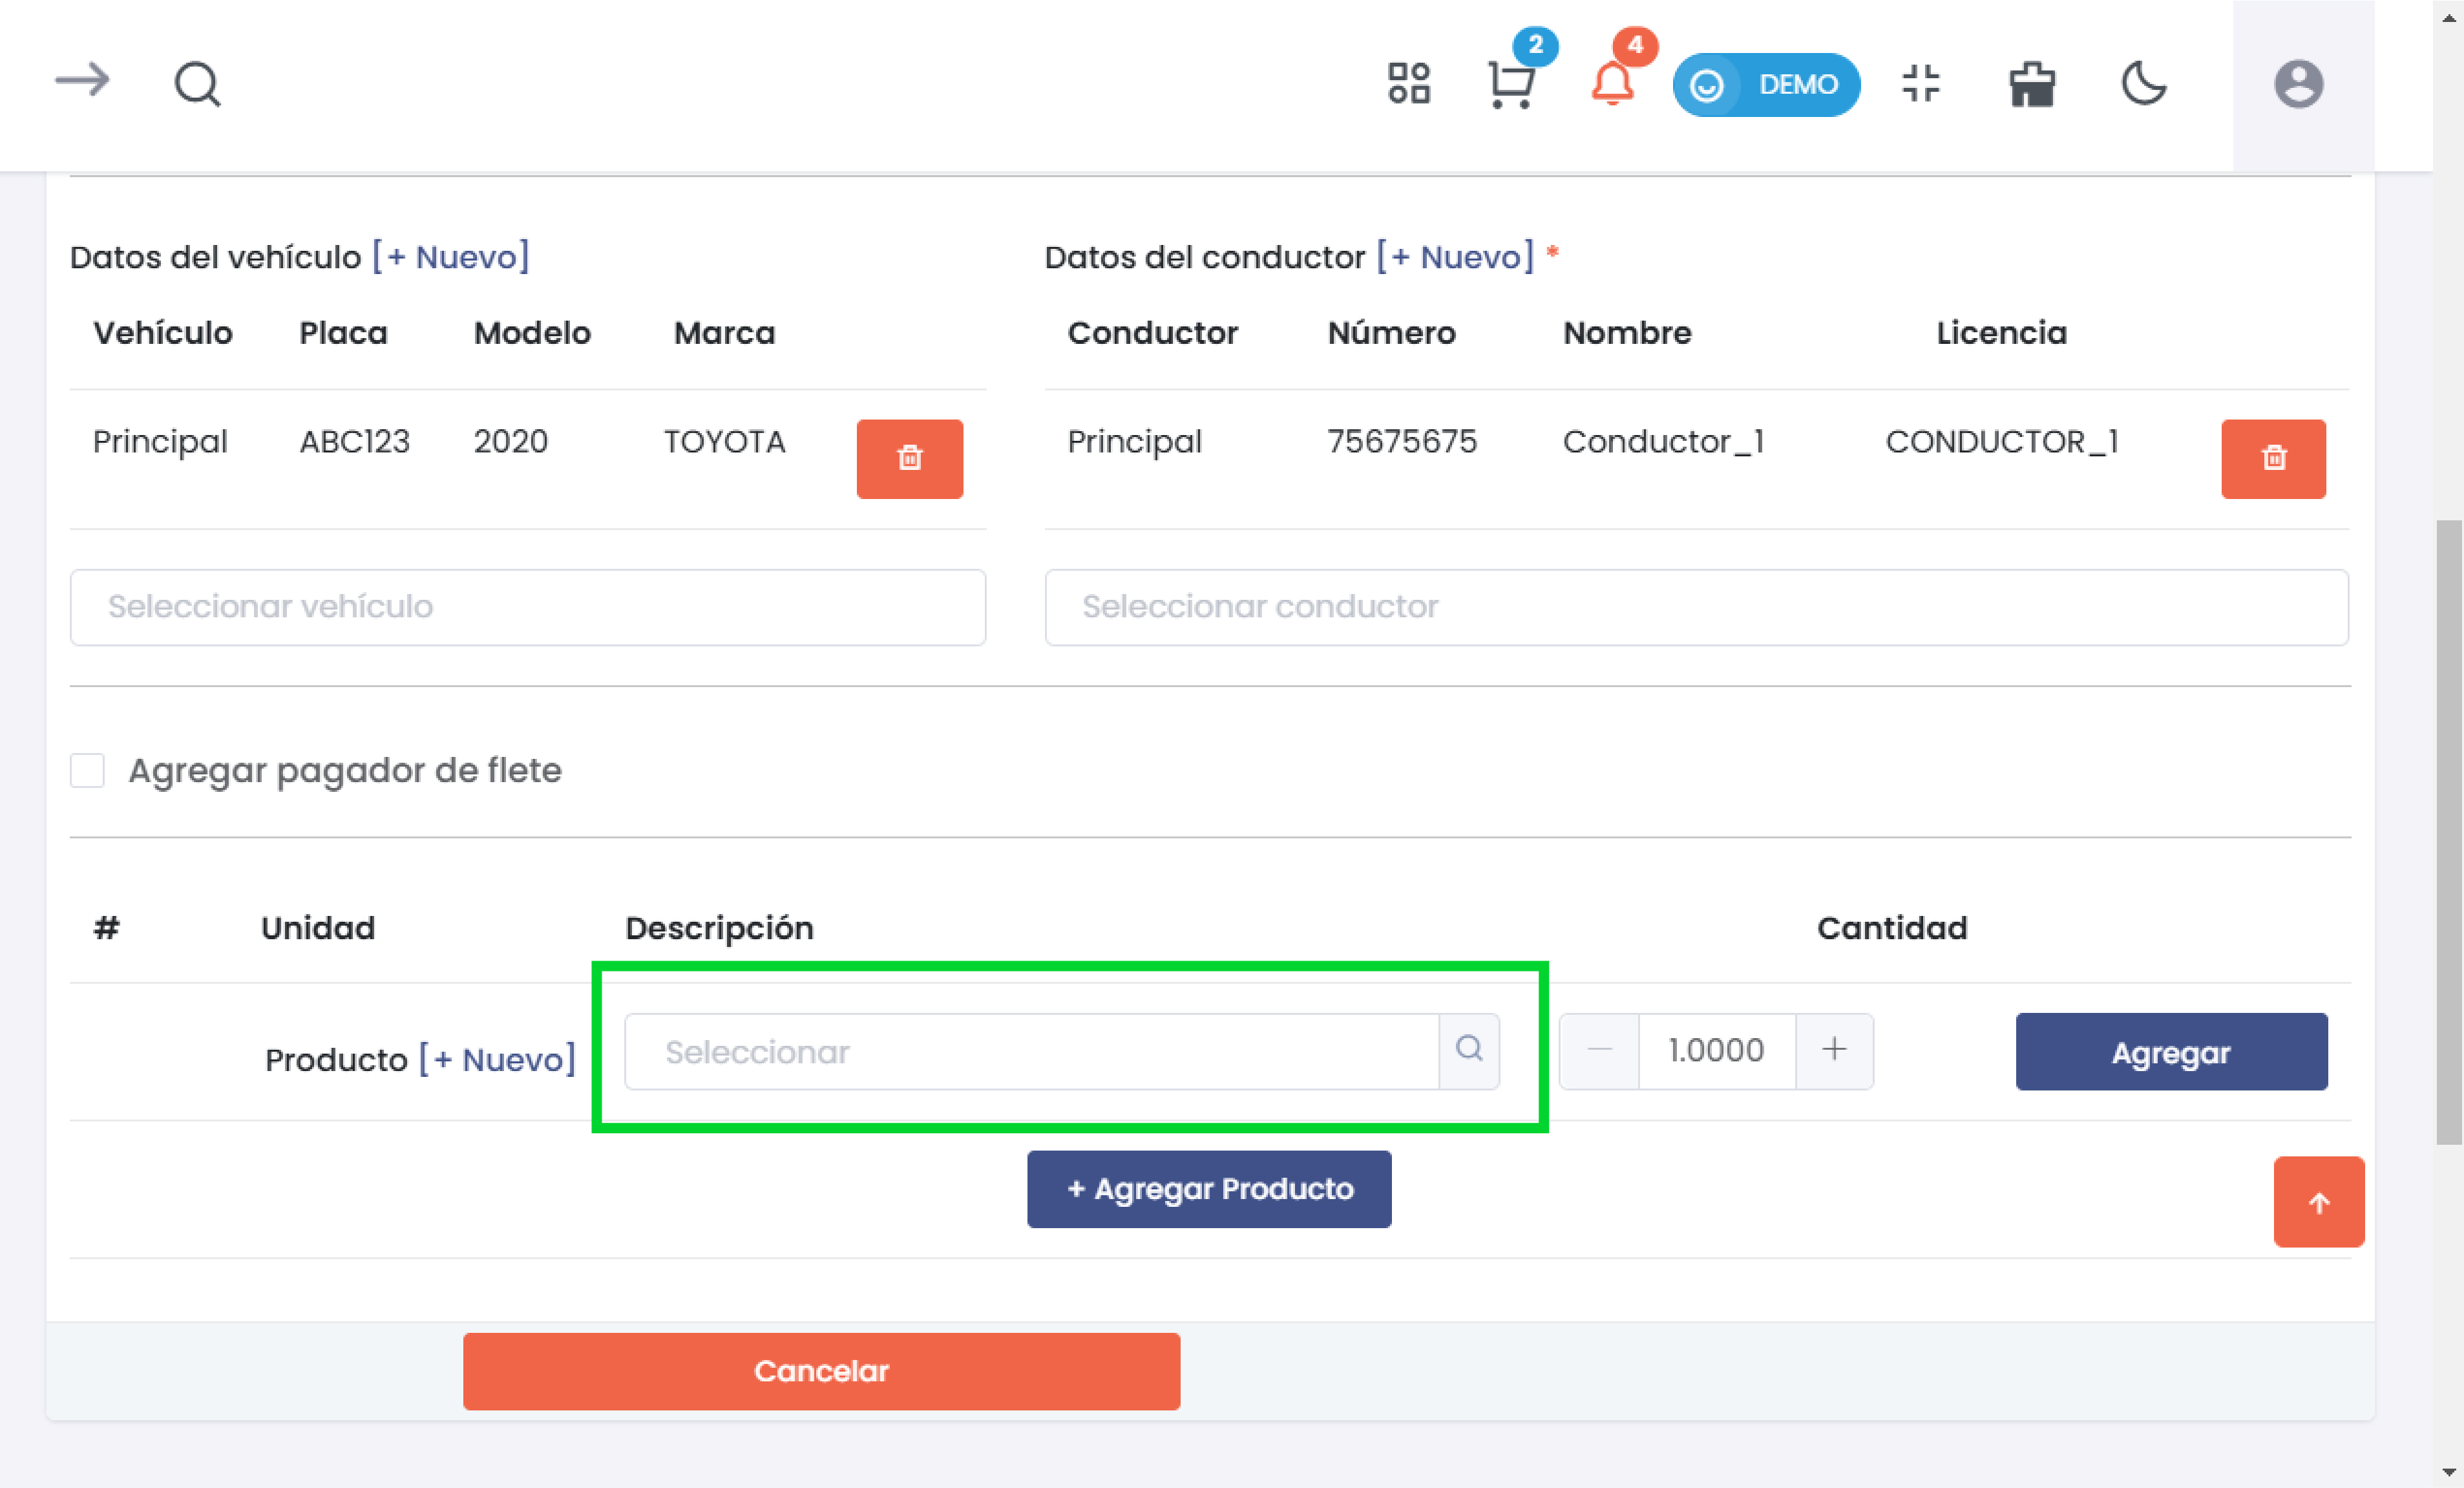 2
4
DEMO
Datos del vehículo [+ Nuevo]
Datos del conductor [+ Nuevo] *
Vehículo Placa Modelo Marca
Conductor Número Nombre Licencia
Principal ABC123 2020 TOYOTA
Principal 75675675 Conductor_1 CONDUCTOR_1
Seleccionar vehículo
Seleccionar conductor
Agregar pagador de flete
# Unidad Descripción Cantidad
Producto [+ Nuevo] Seleccionar 1.0000 Agregar
+ Agregar Producto
Cancelar